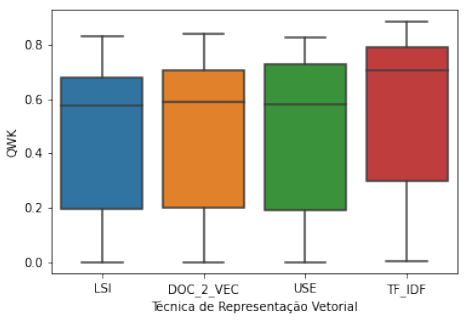 QWK
0.8
0.6
0.4
0.2
0.0
LSI DOC_2_VEC USE TF_IDF
Técnica de Representação Vetorial